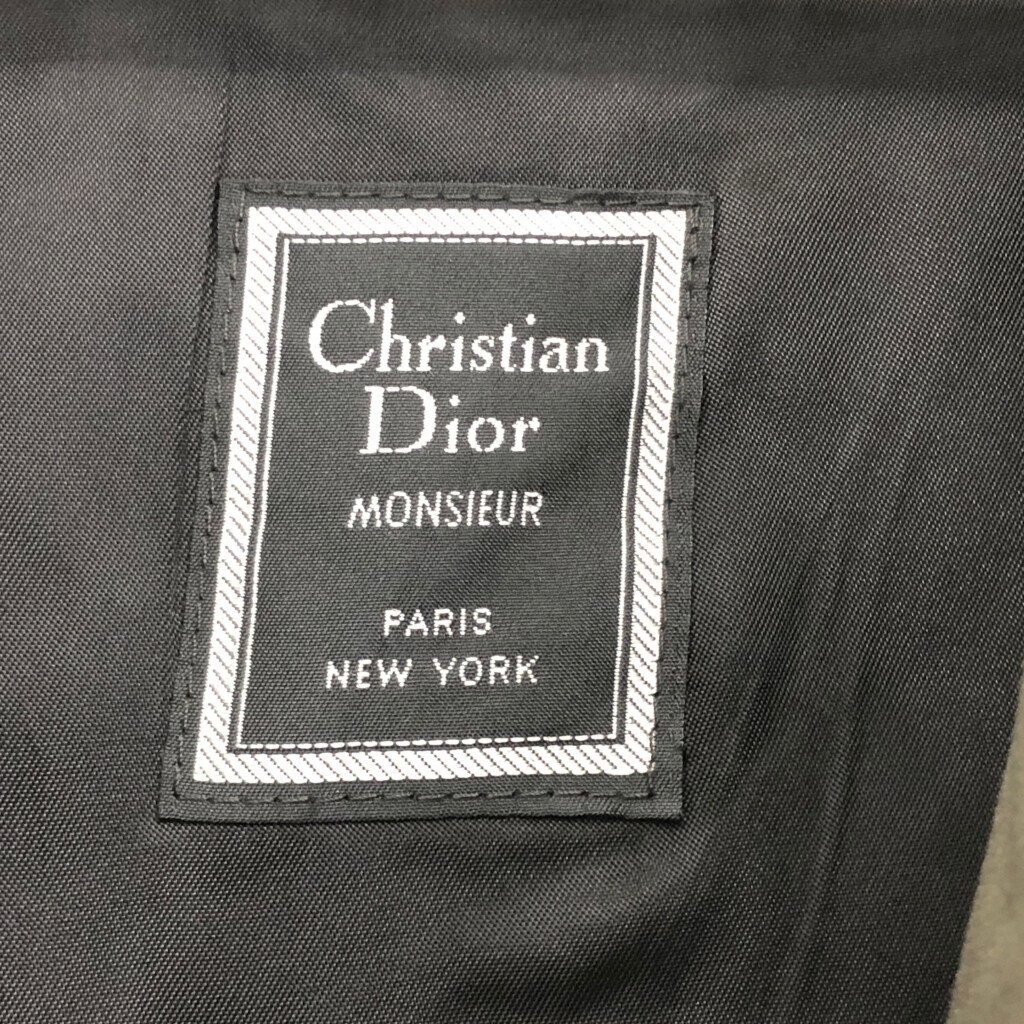 Christian
Dior
MONSIEUR
PARIS
NEW YORK